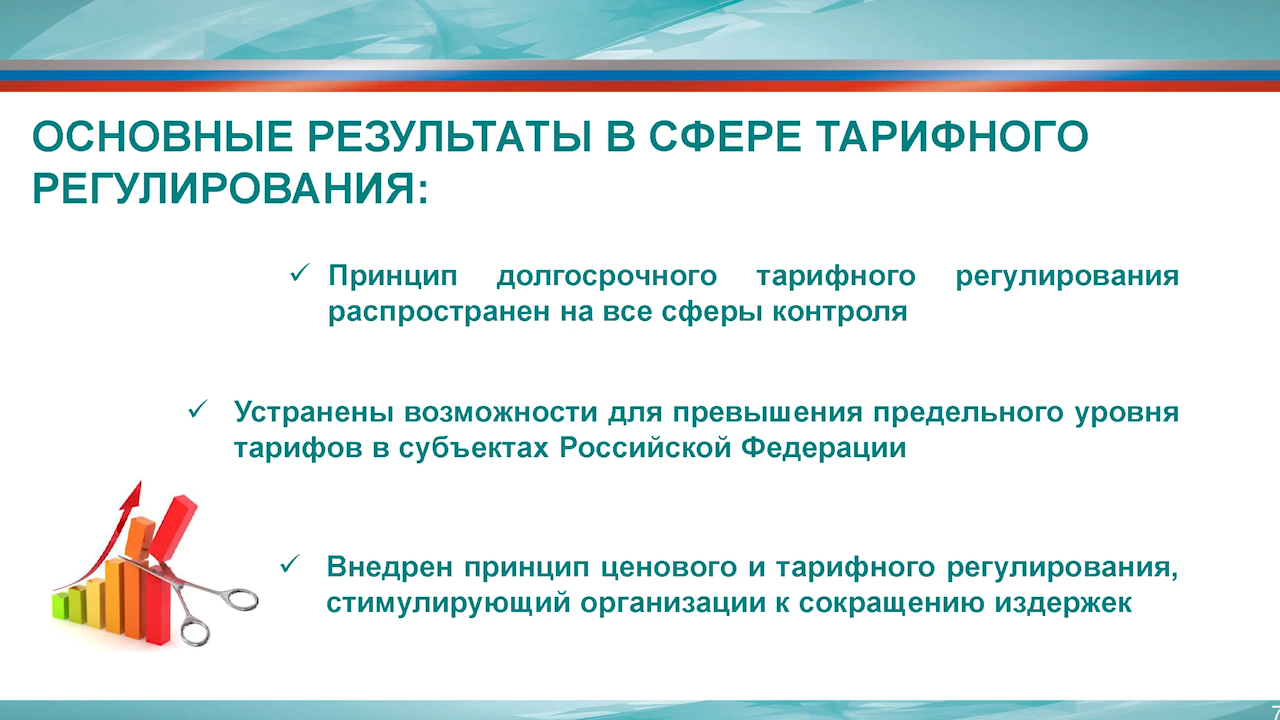 ОСНОВНЫЕ РЕЗУЛЬТАТЫ В СФЕРЕ ТАРИФНОГО
РЕГУЛИРОВАНИЯ:
✓ Принцип долгосрочного тарифного регулирования
распространен на все сферы контроля
✓ Устранены возможности для превышения предельного уровня
тарифов в субъектах Российской Федерации
✓ Внедрен принцип ценового и тарифного регулирования,
стимулирующий организации к сокращению издержек
7